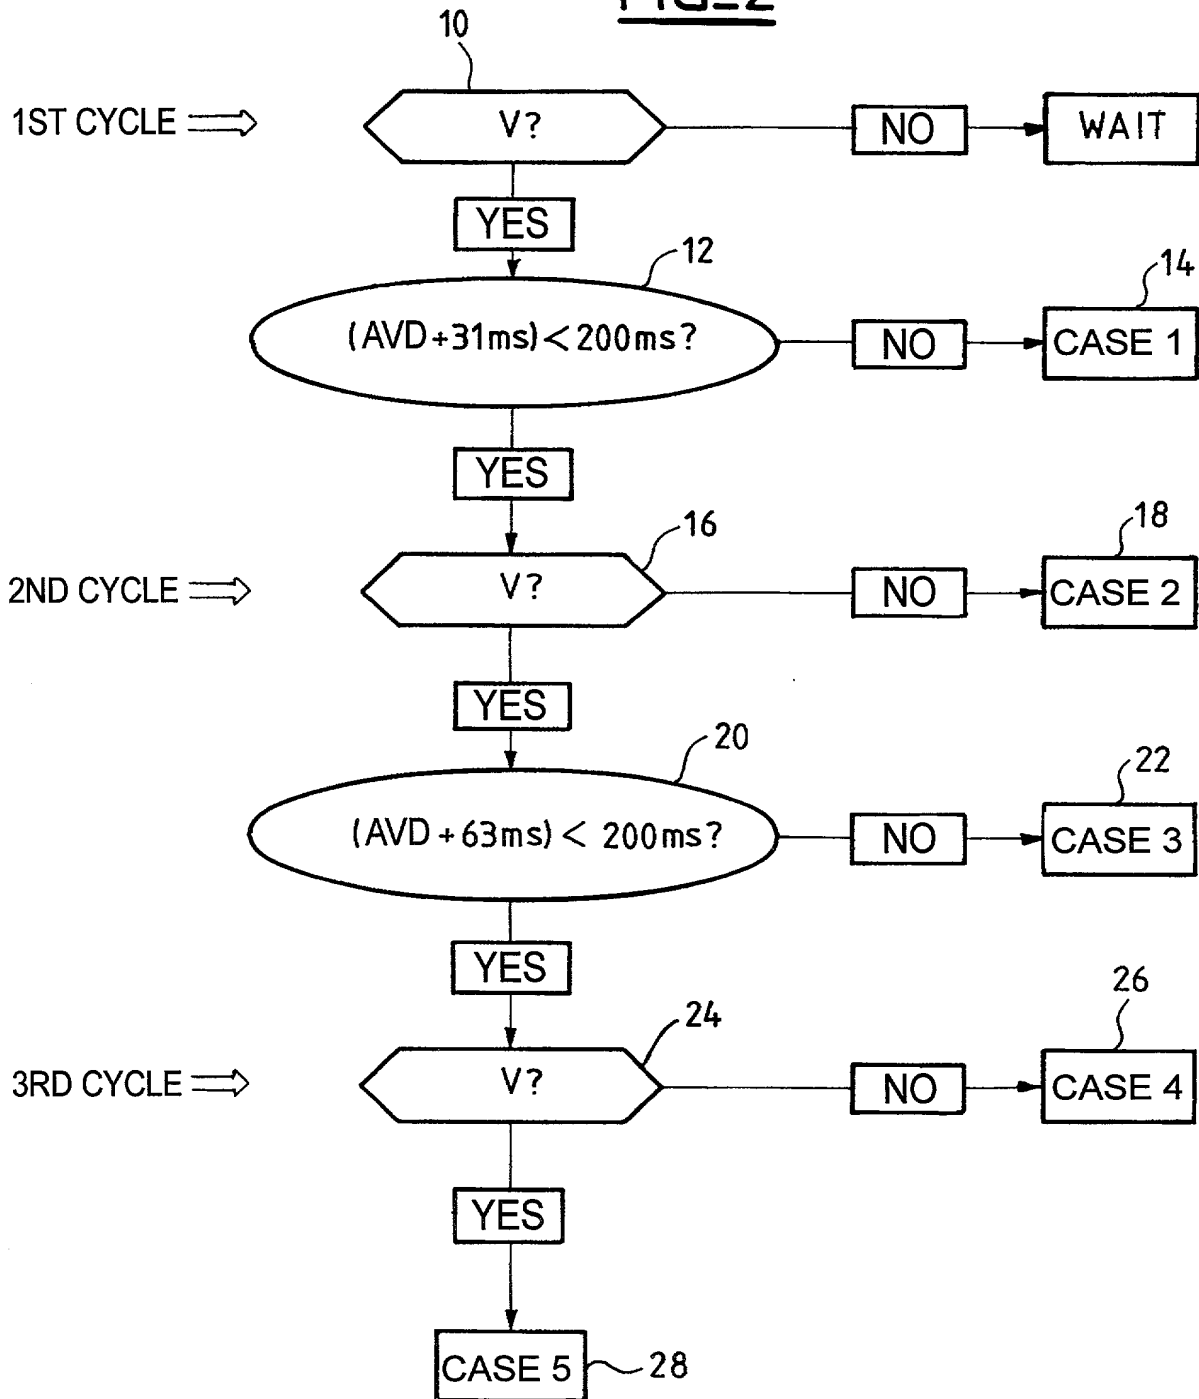 FIG_2
10
1ST CYCLE
V?
NO
WAIT
YES
12
14
(AVD+31ms)<200ms?
NO
CASE 1
YES
16
18
2ND CYCLE
V?
NO
CASE 2
YES
20
22
(AVD+63ms) < 200ms?
NO
CASE 3
YES
24
26
3RD CYCLE
V?
NO
CASE 4
YES
CASE 5
28